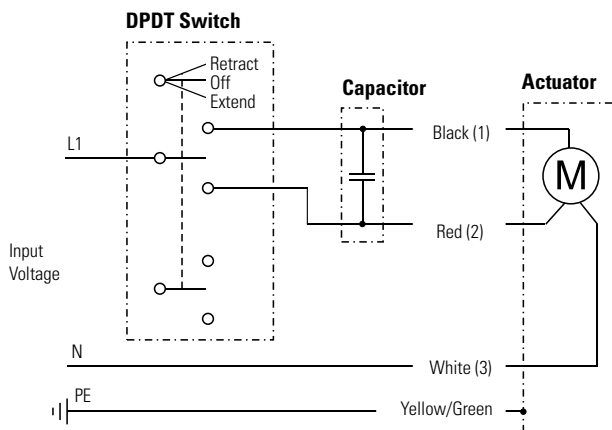 DPDT Switch
Retract
Off
Extend
Capacitor
Actuator
L1
Black (1)
M
Red (2)
Input
Voltage
N
White (3)
PE
Yellow/Green